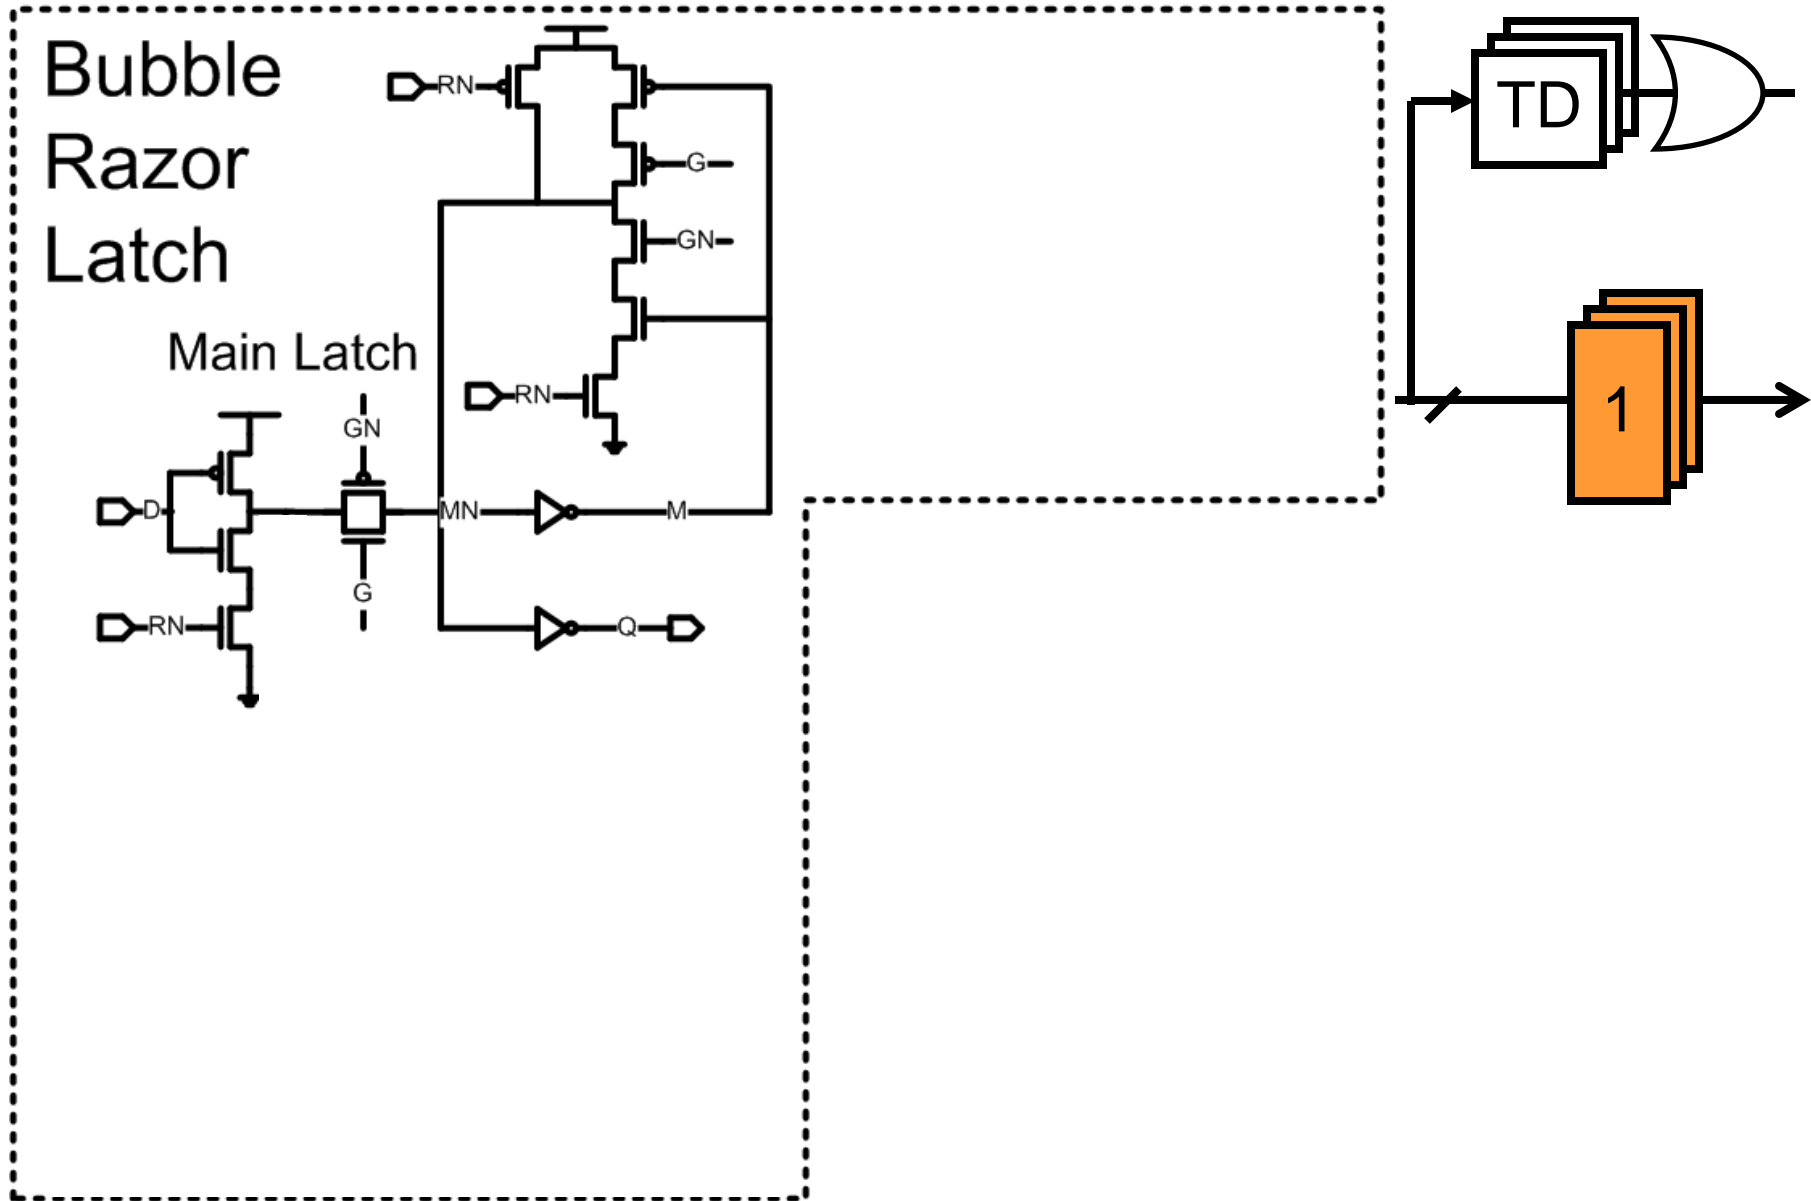 Bubble
Razor
Latch
RN
G
GN
RN
Main Latch
GN
D
MN
M
G
RN
Q
TD
1